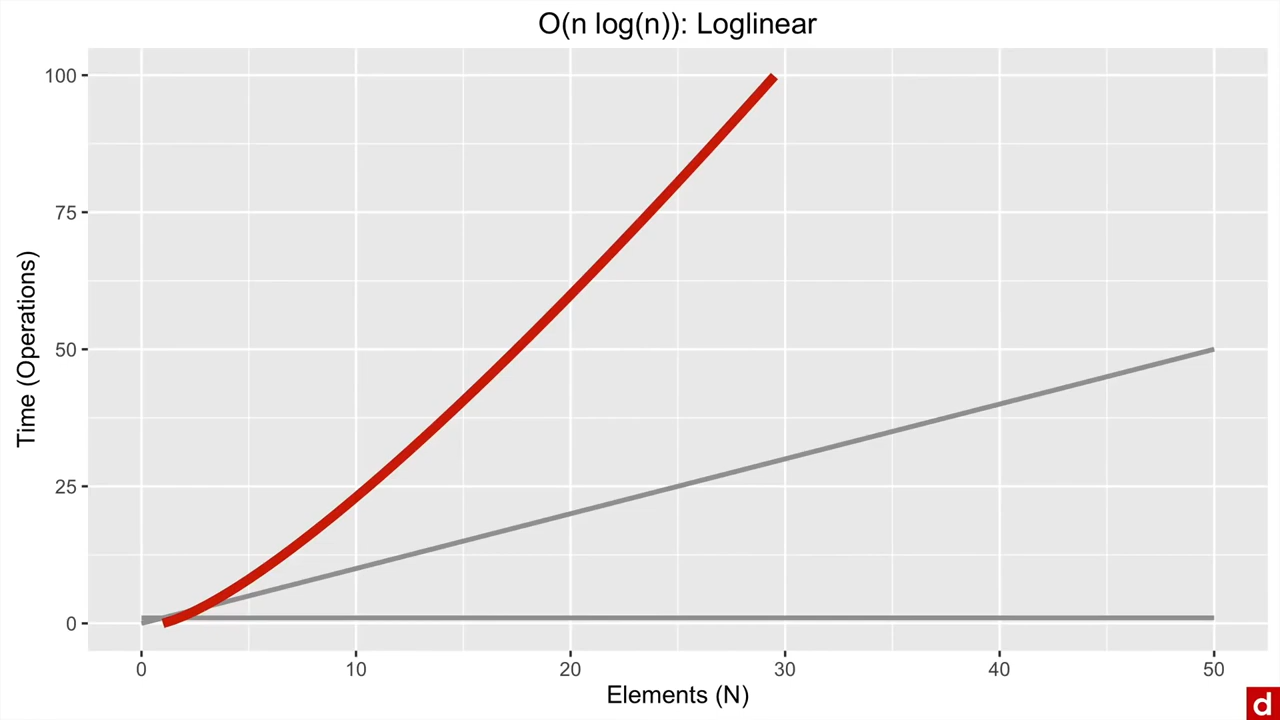 O(n log(n)): Loglinear
100
75
50
25
0
Time (Operations)
0 10 20 30 40 50
Elements (N)
d